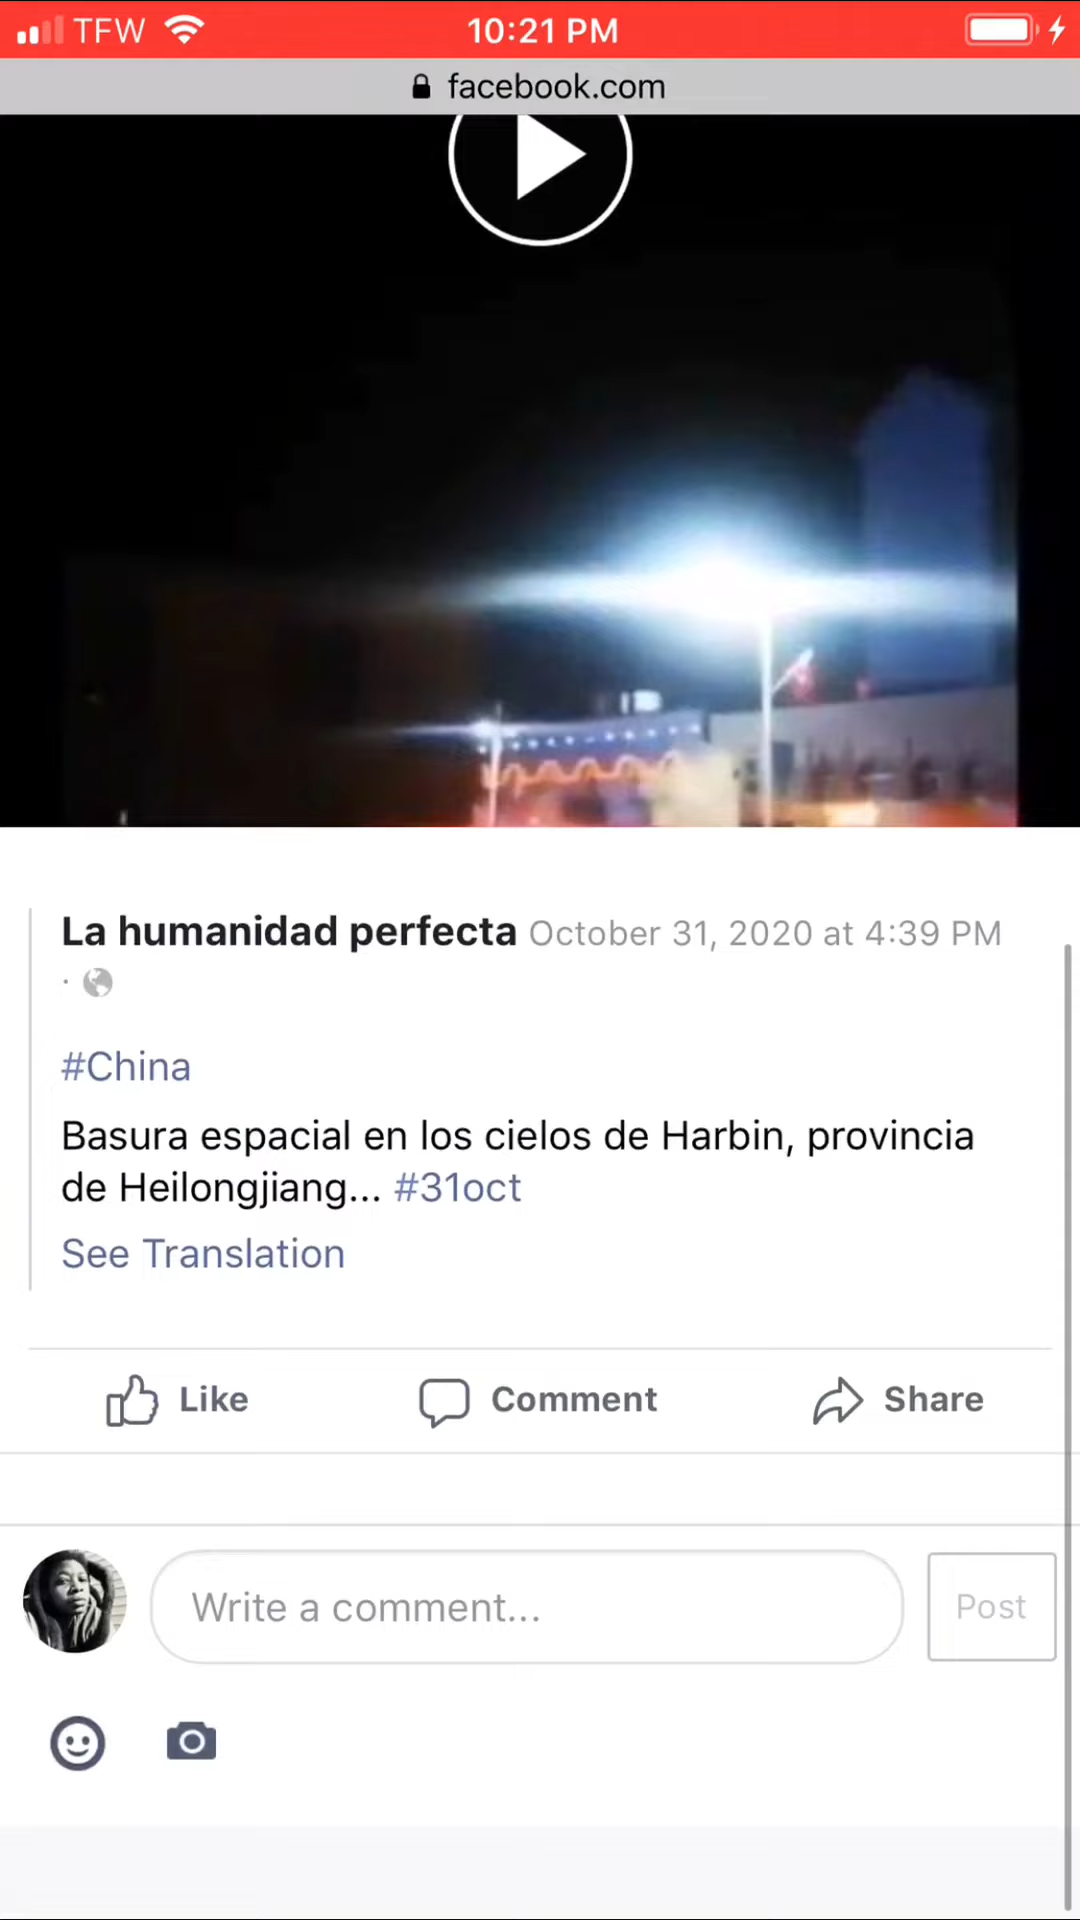 TFW 10:21 PM
facebook.com
La humanidad perfecta October 31, 2020 at 4:39 PM
·
#China
Basura espacial en los cielos de Harbin, provincia
de Heilongjiang... #31oct
See Translation
Like Comment Share
Write a comment... Post